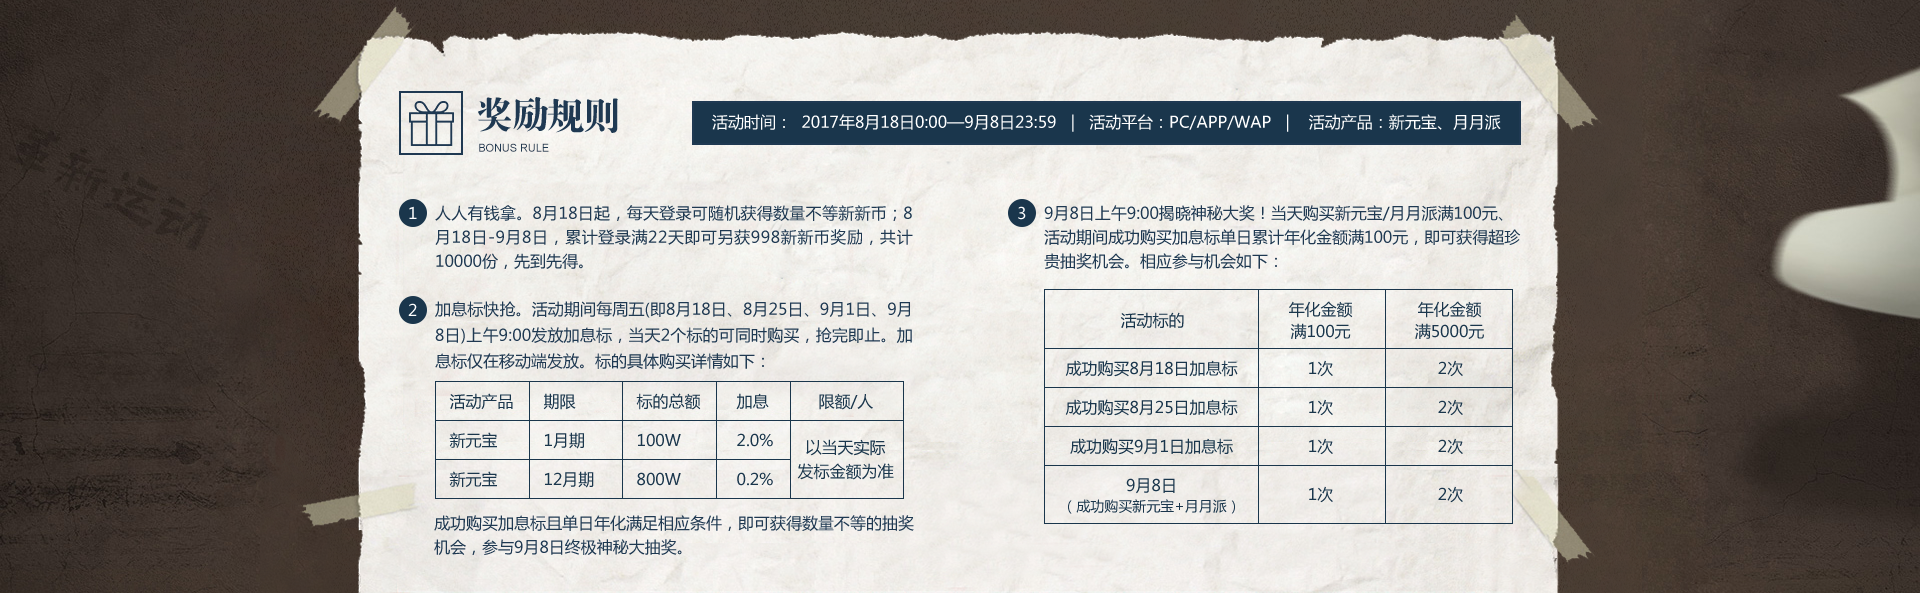 革新运动
奖励规则
BONUS RULE
活动时间： 2017年8月18日0:00—9月8日23:59 | 活动平台：PC/APP/WAP | 活动产品：新元宝、月月派
1 人人有钱拿。8月18日起，每天登录可随机获得数量不等新新币；8
月18日-9月8日，累计登录满22天即可另获998新新币奖励，共计
10000份，先到先得。
2 加息标快抢。活动期间每周五(即8月18日、8月25日、9月1日、9月
8日)上午9:00发放加息标，当天2个标的可同时购买，抢完即止。加
息标仅在移动端发放。标的具体购买详情如下：
活动产品 期限 标的总额 加息 限额/人
新元宝 1月期 100W 2.0% 以当天实际
发标金额为准
新元宝 12月期 800W 0.2%
成功购买加息标且单日年化满足相应条件，即可获得数量不等的抽奖
机会，参与9月8日终极神秘大抽奖。
3 9月8日上午9:00揭晓神秘大奖！当天购买新元宝/月月派满100元、
活动期间成功购买加息标单日累计年化金额满100元，即可获得超珍
贵抽奖机会。相应参与机会如下：
活动标的 年化金额
满100元 年化金额
满5000元
成功购买8月18日加息标 1次 2次
成功购买8月25日加息标 1次 2次
成功购买9月1日加息标 1次 2次
9月8日
（成功购买新元宝+月月派） 1次 2次